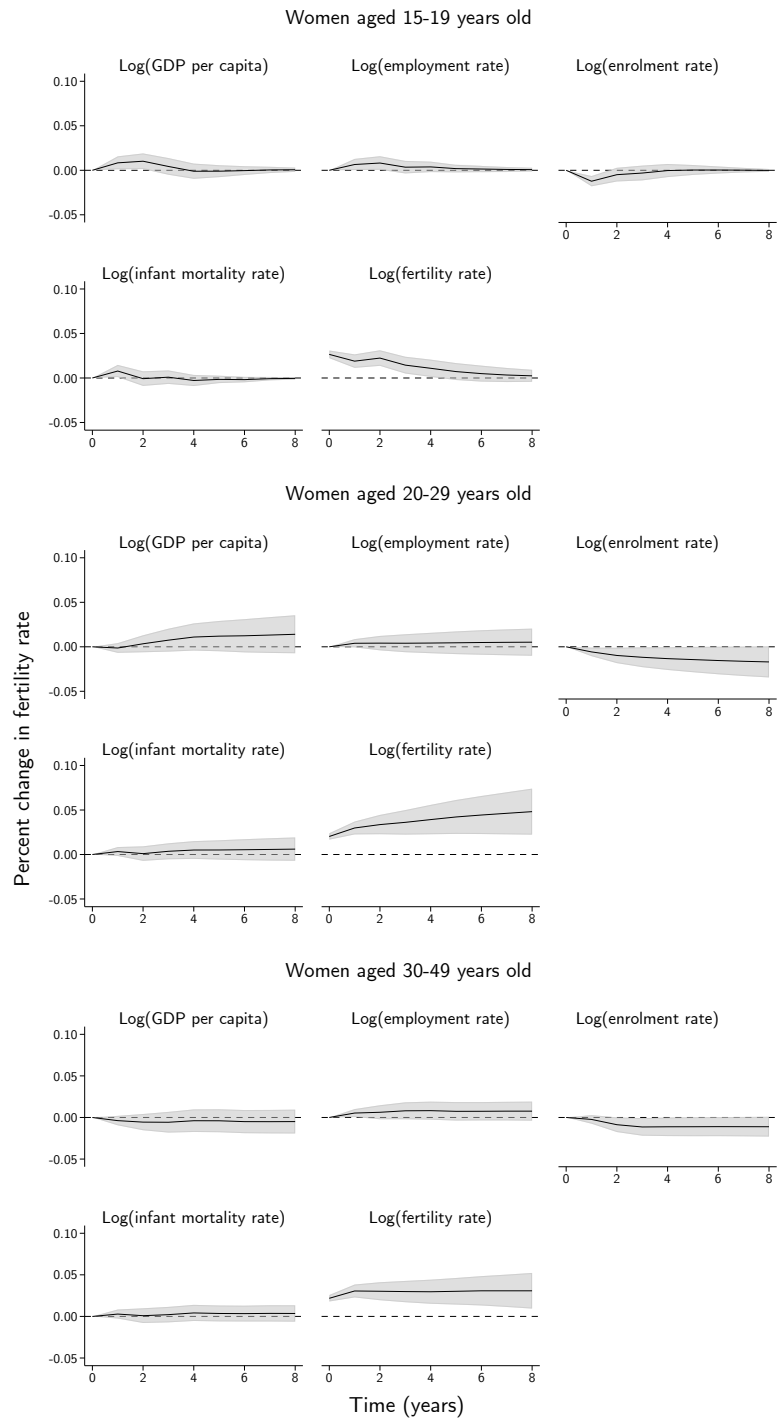 Women aged 15-19 years old
Log(GDP per capita) Log(employment rate) Log(enrolment rate)
0.10
0.05
0.00
-0.05
0 2 4 6 8
Log(infant mortality rate) Log(fertility rate)
0.10
0.05
0.00
-0.05
0 2 4 6 8 0 2 4 6 8
Women aged 20-29 years old
Log(GDP per capita) Log(employment rate) Log(enrolment rate)
0.10
0.05
0.00
-0.05
0 2 4 6 8
Percent change in fertility rate
Log(infant mortality rate) Log(fertility rate)
0.10
0.05
0.00
-0.05
0 2 4 6 8 0 2 4 6 8
Women aged 30-49 years old
Log(GDP per capita) Log(employment rate) Log(enrolment rate)
0.10
0.05
0.00
-0.05
0 2 4 6 8
Log(infant mortality rate) Log(fertility rate)
0.10
0.05
0.00
-0.05
0 2 4 6 8 0 2 4 6 8
Time (years)